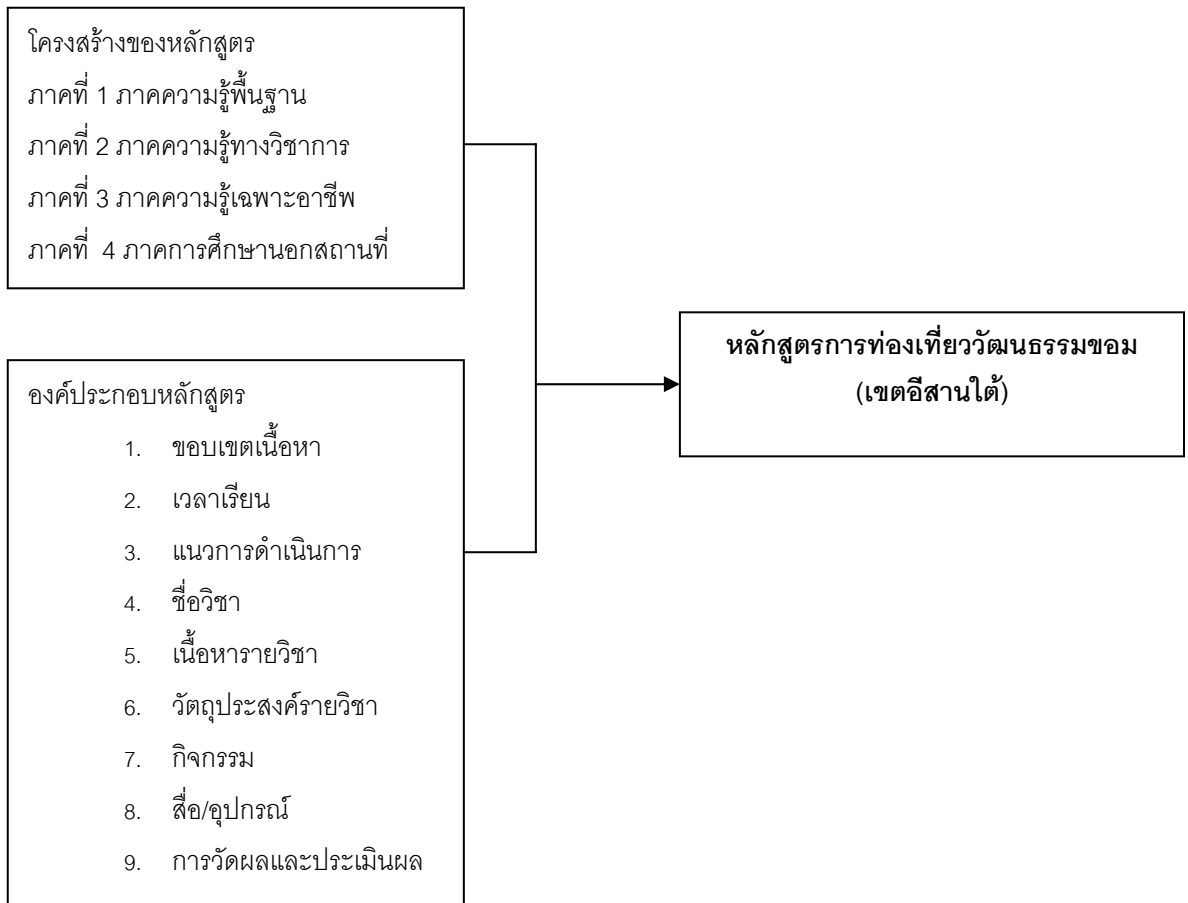 โครงสร้างของหลักสูตร
ภาคที่ 1 ภาคความรู้พื้นฐาน
ภาคที่ 2 ภาคความรู้ทางวิชาการ
ภาคที่ 3 ภาคความรู้เฉพาะอาชีพ
ภาคที่ 4 ภาคการศึกษานอกสถานที่
องค์ประกอบหลักสูตร
1. ขอบเขตเนื้อหา
2. เวลาเรียน
3. แนวการดำเนินการ
4. ชื่อวิชา
5. เนื้อหารายวิชา
6. วัตถุประสงค์รายวิชา
7. กิจกรรม
8. สื่อ/อุปกรณ์
9. การวัดผลและประเมินผล
หลักสูตรการท่องเที่ยววัฒนธรรมขอม
(เขตอีสานใต้)